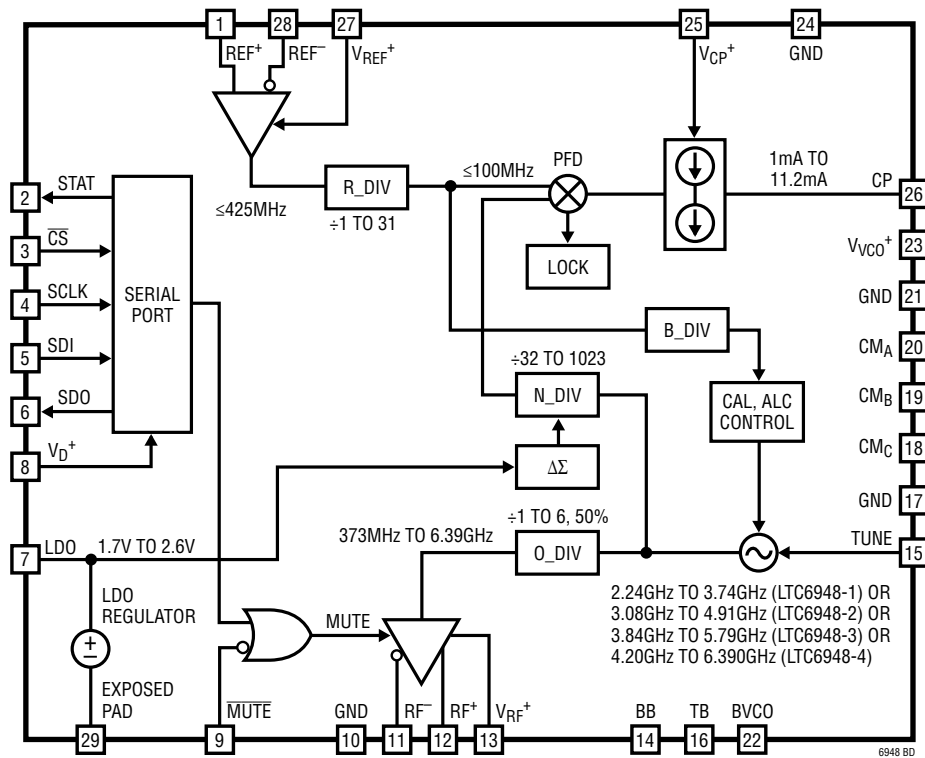 1
28
27
25
24
REF+
REF−
VREF+
VCP+
GND
PFD
≤100MHz
1mA TO
11.2mA
CP
26
R_DIV
÷1 TO 31
≤425MHz
LOCK
2
STAT
3
CS
4
SCLK
5
SDI
6
SDO
8
VD+
SERIAL
PORT
VVCO+
23
GND
21
CMA
20
CMB
19
CMC
18
GND
17
TUNE
15
B_DIV
÷32 TO 1023
N_DIV
CAL, ALC
CONTROL
ΔΣ
÷1 TO 6, 50%
373MHz TO 6.39GHz
O_DIV
7
LDO
1.7V TO 2.6V
LDO
REGULATOR
+
−
EXPOSED
PAD
2.24GHz TO 3.74GHz (LTC6948-1) OR
3.08GHz TO 4.91GHz (LTC6948-2) OR
3.84GHz TO 5.79GHz (LTC6948-3) OR
4.20GHz TO 6.390GHz (LTC6948-4)
MUTE
MUTE
GND
RF−
RF+
VRF+
BB
TB
BVCO
29
9
10
11
12
13
14
16
22
6948 BD